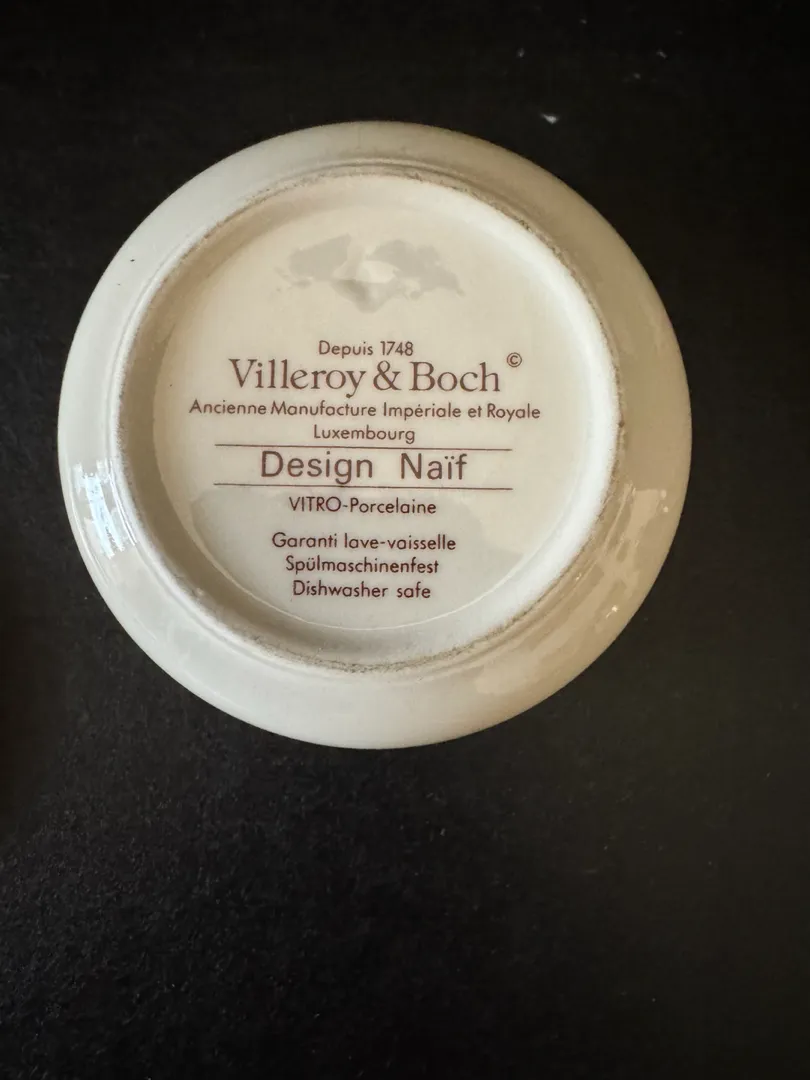 Depuis 1748
Villeroy & Boch ©
Ancienne Manufacture Impériale et Royale
Luxembourg
Design Naïf
VITRO-Porcelaine
Garanti lave-vaisselle
Spülmaschinenfest
Dishwasher safe